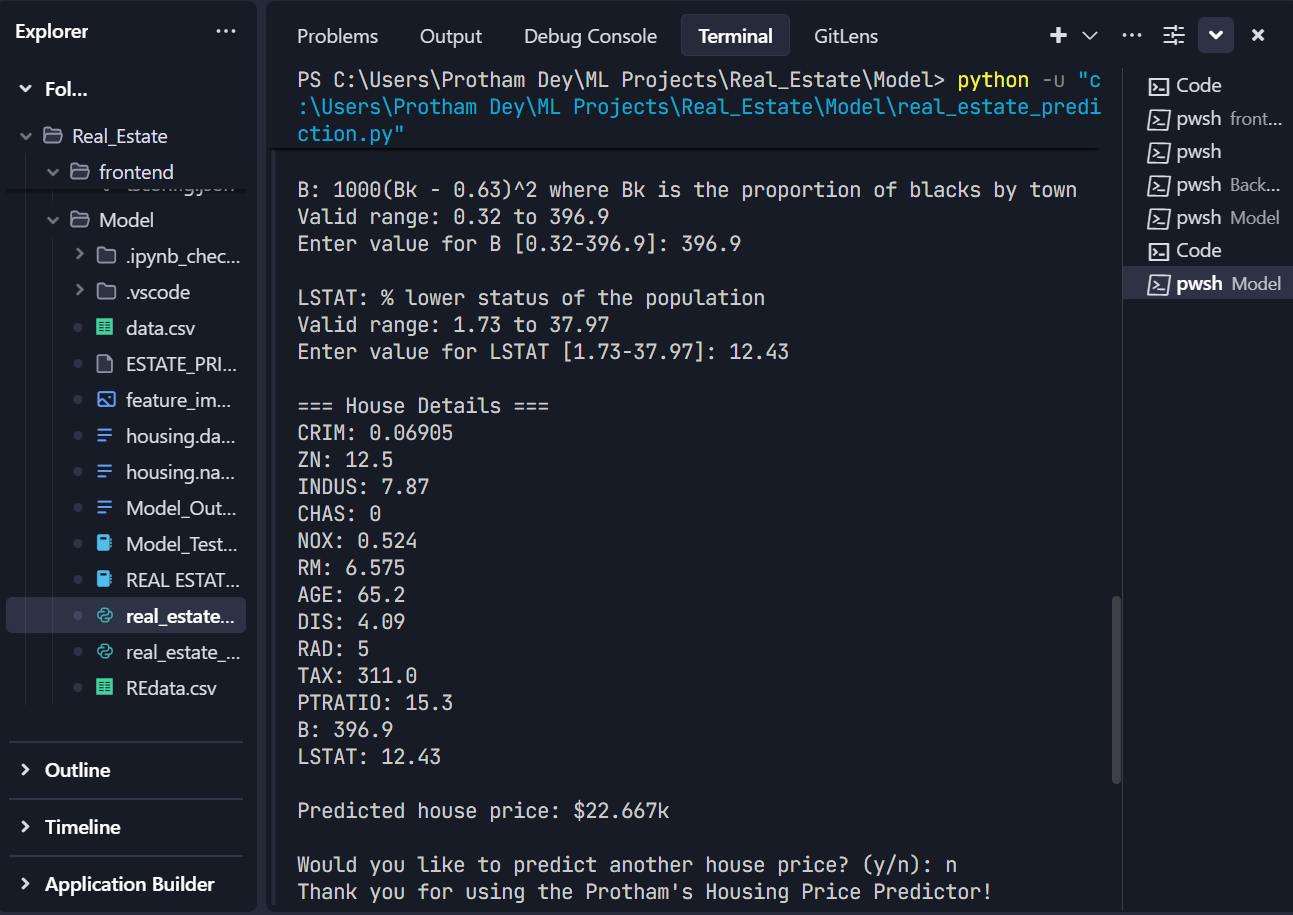 Explorer
Fol...
Real_Estate
frontend
tsconfig.json
Model
.ipynb_chec...
.vscode
data.csv
ESTATE_PRI...
feature_im...
housing.da...
housing.na...
Model_Out...
Model_Test...
REAL ESTAT...
real_estate...
real_estate_...
REdata.csv
Outline
Timeline
Application Builder
Problems Output Debug Console Terminal GitLens
PS C:\Users\Protham Dey\ML Projects\Real_Estate\Model> python -u "c
:\Users\Protham Dey\ML Projects\Real_Estate\Model\real_estate_predi
ction.py"
B: 1000(Bk - 0.63)^2 where Bk is the proportion of blacks by town
Valid range: 0.32 to 396.9
Enter value for B [0.32-396.9]: 396.9
LSTAT: % lower status of the population
Valid range: 1.73 to 37.97
Enter value for LSTAT [1.73-37.97]: 12.43
=== House Details ===
CRIM: 0.06905
ZN: 12.5
INDUS: 7.87
CHAS: 0
NOX: 0.524
RM: 6.575
AGE: 65.2
DIS: 4.09
RAD: 5
TAX: 311.0
PTRATIO: 15.3
B: 396.9
LSTAT: 12.43
Predicted house price: $22.667k
Would you like to predict another house price? (y/n): n
Thank you for using the Protham's Housing Price Predictor!
Code
pwsh front...
pwsh
pwsh Back...
pwsh Model
Code
pwsh Model